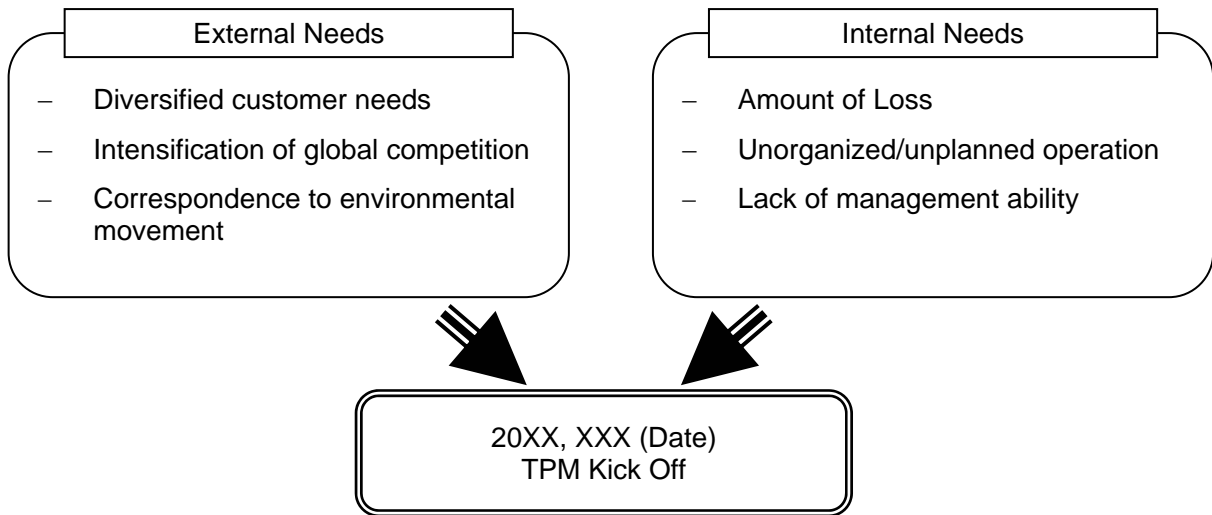 External Needs
– Diversified customer needs
– Intensification of global competition
– Correspondence to environmental
movement
Internal Needs
– Amount of Loss
– Unorganized/unplanned operation
– Lack of management ability
20XX, XXX (Date)
TPM Kick Off